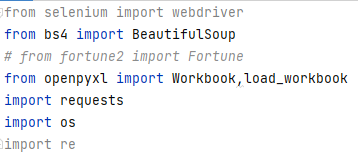 from selenium import webdriver
from bs4 import BeautifulSoup
# from fortune2 import Fortune
from openpyxl import Workbook,load_workbook
import requests
import os
import re